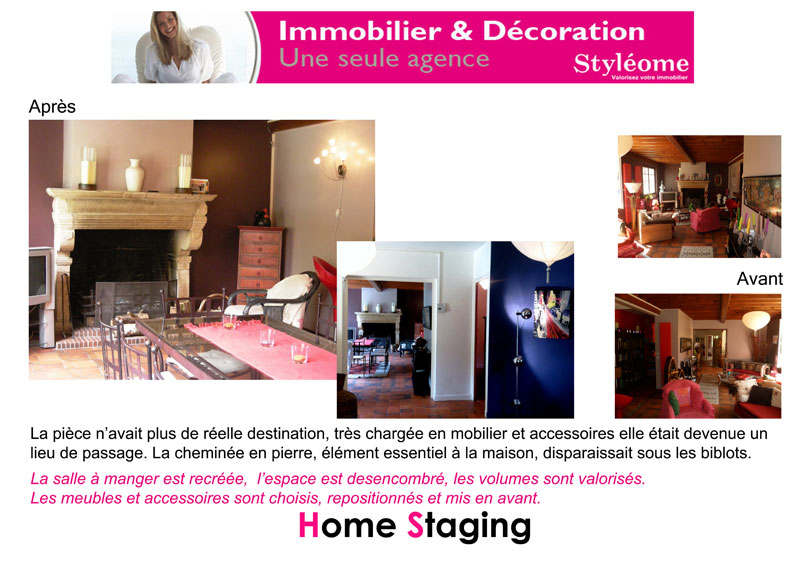 Immobilier & Décoration
Une seule agence
Styléome
Valorisez votre immobilier
Après
Avant
La pièce n'avait plus de réelle destination, très chargée en mobilier et accessoires elle était devenue un
lieu de passage. La cheminée en pierre, élément essentiel à la maison, disparaissait sous les biblots.
La salle à manger est recréée, l'espace est desencombré, les volumes sont valorisés.
Les meubles et accessoires sont choisis, repositionnés et mis en avant.
Home Staging